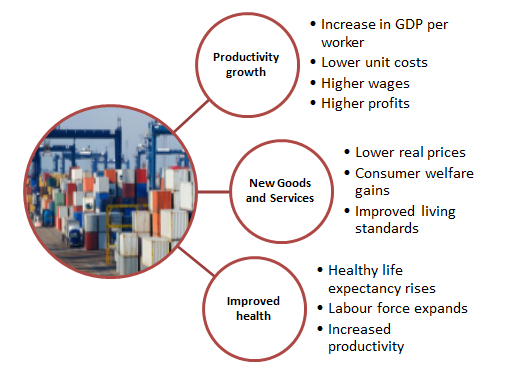 Productivity
growth
• Increase in GDP per
worker
• Lower unit costs
• Higher wages
• Higher profits
New Goods
and Services
• Lower real prices
• Consumer welfare
gains
• Improved living
standards
Improved
health
• Healthy life
expectancy rises
• Labour force expands
• Increased
productivity